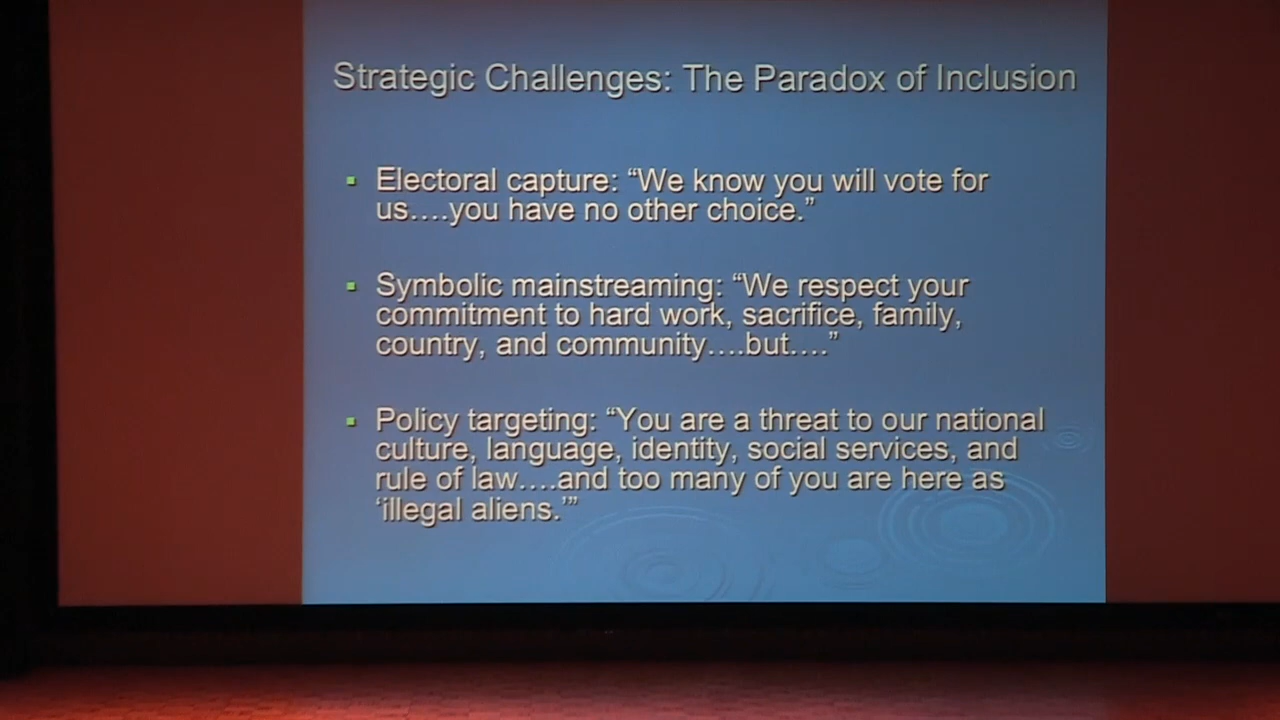 Strategic Challenges: The Paradox of Inclusion
Electoral capture: “We know you will vote for
us….you have no other choice.”
Symbolic mainstreaming: “We respect your
commitment to hard work, sacrifice, family,
country, and community….but….”
Policy targeting: “You are a threat to our national
culture, language, identity, social services, and
rule of law….and too many of you are here as
‘illegal aliens.’”